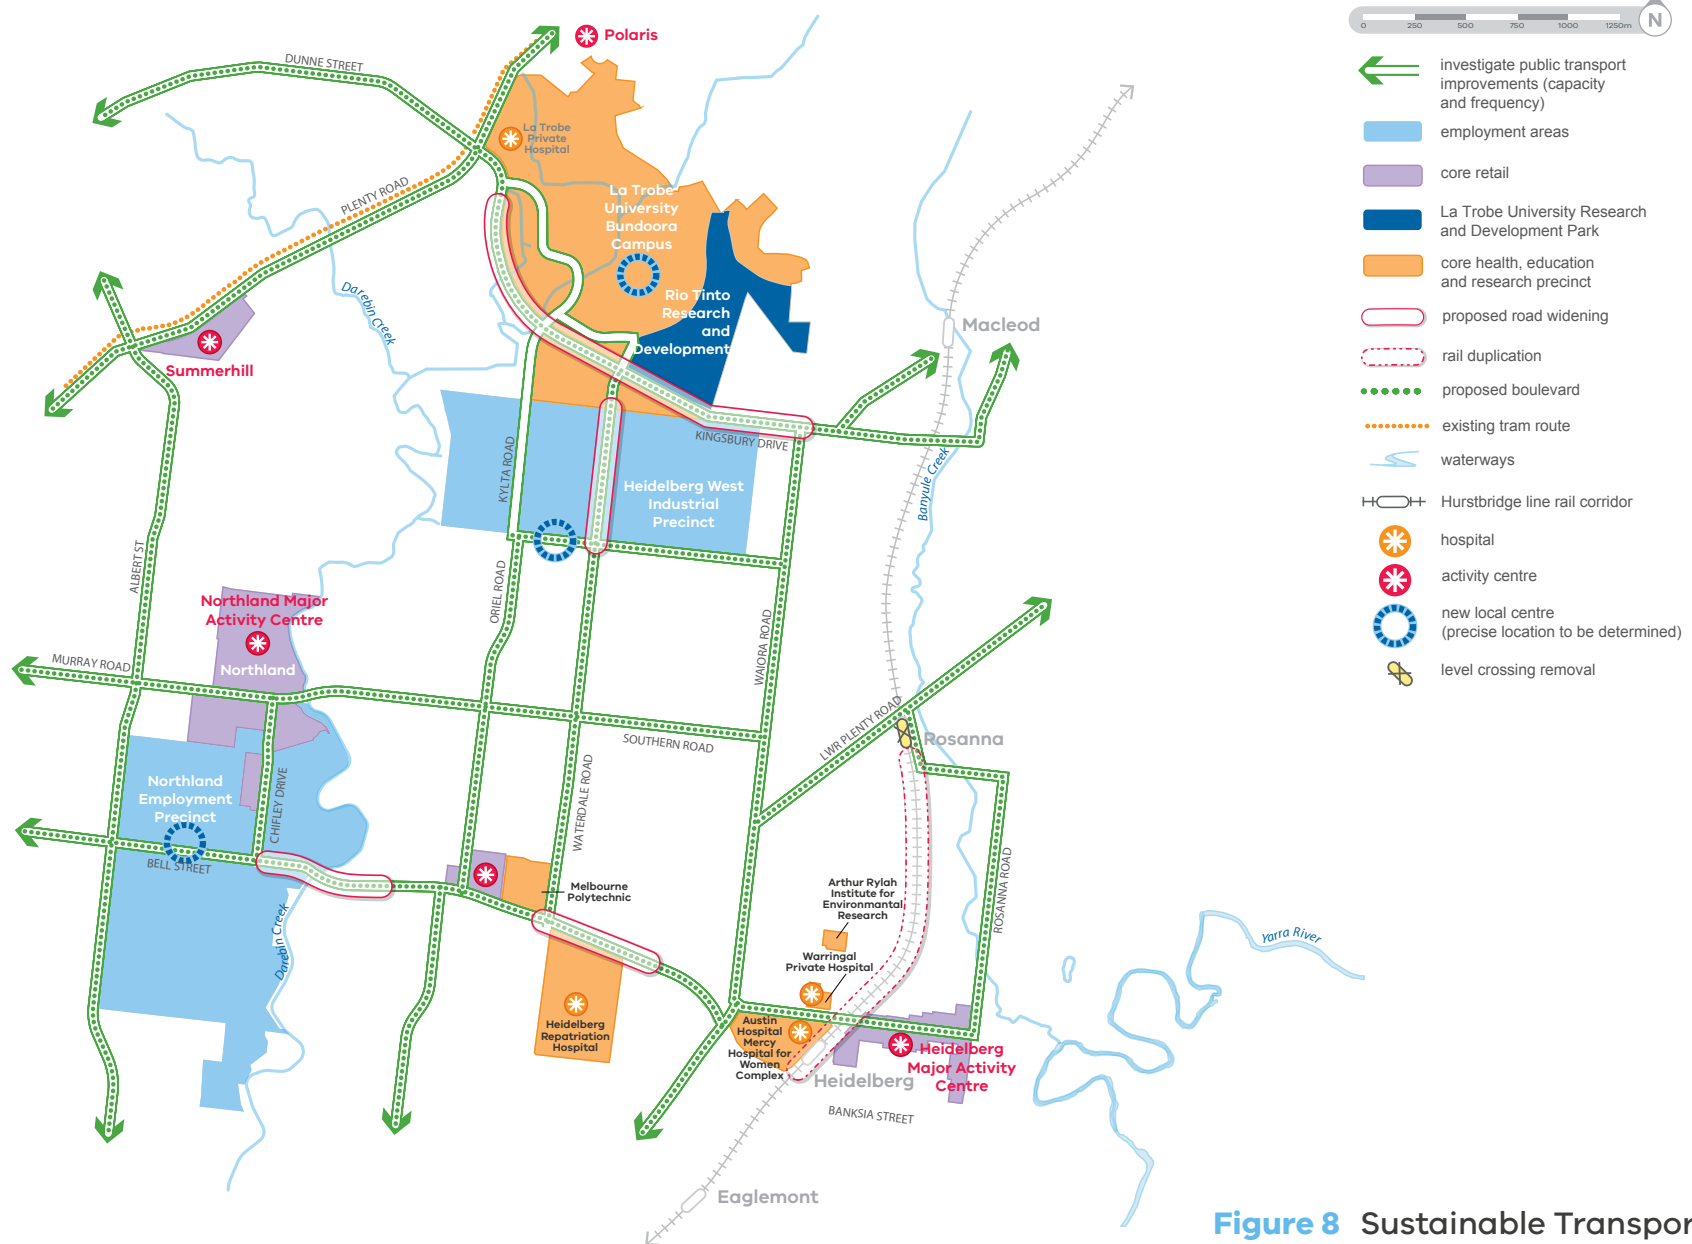 Polaris
DUNNE STREET
La Trobe
Private
Hospital
PLENTY ROAD
La Trobe
University
Bundoora
Campus
Rio Tinto
Research
and
Development
Darebin Creek
Summerhill
Macleod
KINGSBURY DRIVE
KYLTA ROAD
Heidelberg West
Industrial
Precinct
Banyule Creek
ALBERT ST
ORIEL ROAD
Northland Major
Activity Centre
Northland
MURRAY ROAD
WAIORA ROAD
SOUTHERN ROAD
LWR PLENTY ROAD
Rosanna
Northland
Employment
Precinct
CHIFLEY DRIVE
WATERDALE ROAD
BELL STREET
Melbourne
Polytechnic
Arthur Rylah
Institute for
Environmantal
Research
ROSANNA ROAD
Darebin Creek
Warringal
Private Hospital
Yarra River
Heidelberg
Repatriation
Hospital
Austin
Hospital
Mercy
Hospital for
Women
Complex
Heidelberg
Major Activity
Centre
Heidelberg
BANKSIA STREET
Eaglemont
0 250 500 750 1000 1250m
N
investigate public transport
improvements (capacity
and frequency)
employment areas
core retail
La Trobe University Research
and Development Park
core health, education
and research precinct
proposed road widening
rail duplication
proposed boulevard
existing tram route
waterways
Hurstbridge line rail corridor
hospital
activity centre
new local centre
(precise location to be determined)
level crossing removal
Figure 8 Sustainable Transpor